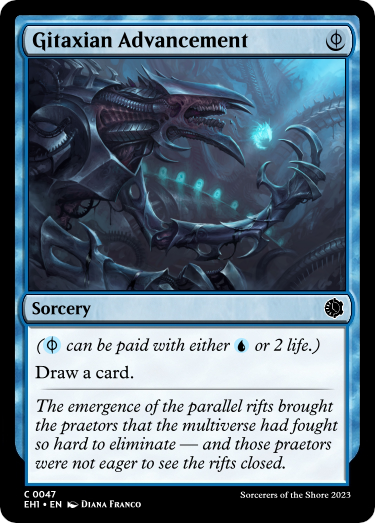 Gitaxian Advancement
Sorcery
( can be paid with either or 2 life.)
Draw a card.
The emergence of the parallel rifts brought
the praetors that the multiverse had fought
so hard to eliminate — and those praetors
were not eager to see the rifts closed.
C 0047
EH1 • EN Diana Franco
Sorcerers of the Shore 2023